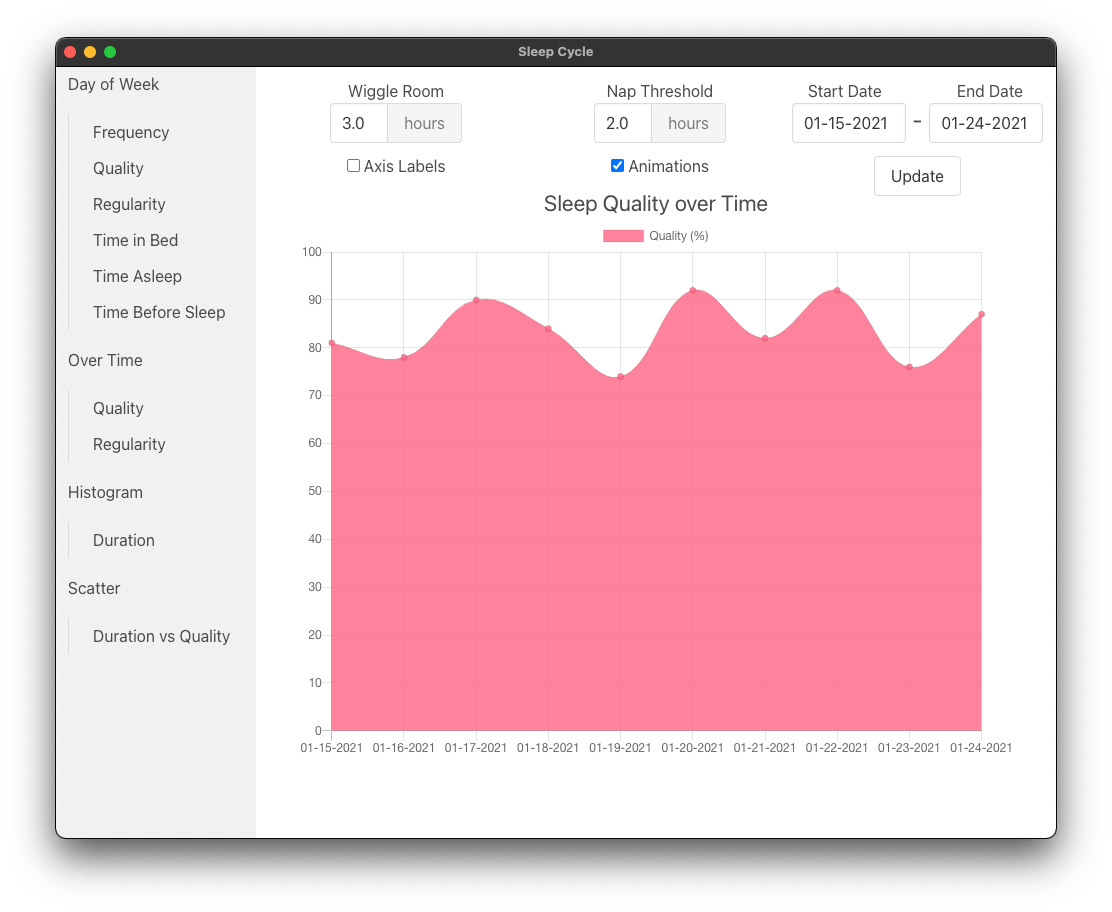 Sleep Cycle
Day of Week
Frequency
Quality
Regularity
Time in Bed
Time Asleep
Time Before Sleep
Over Time
Quality
Regularity
Histogram
Duration
Scatter
Duration vs Quality
Wiggle Room
3.0 hours
Axis Labels
Nap Threshold
2.0 hours
Animations
Start Date End Date
01-15-2021 - 01-24-2021
Update
Sleep Quality over Time
Quality (%)
100
90
80
70
60
50
40
30
20
10
0
01-15-2021 01-16-2021 01-17-2021 01-18-2021 01-19-2021 01-20-2021 01-21-2021 01-22-2021 01-23-2021 01-24-2021